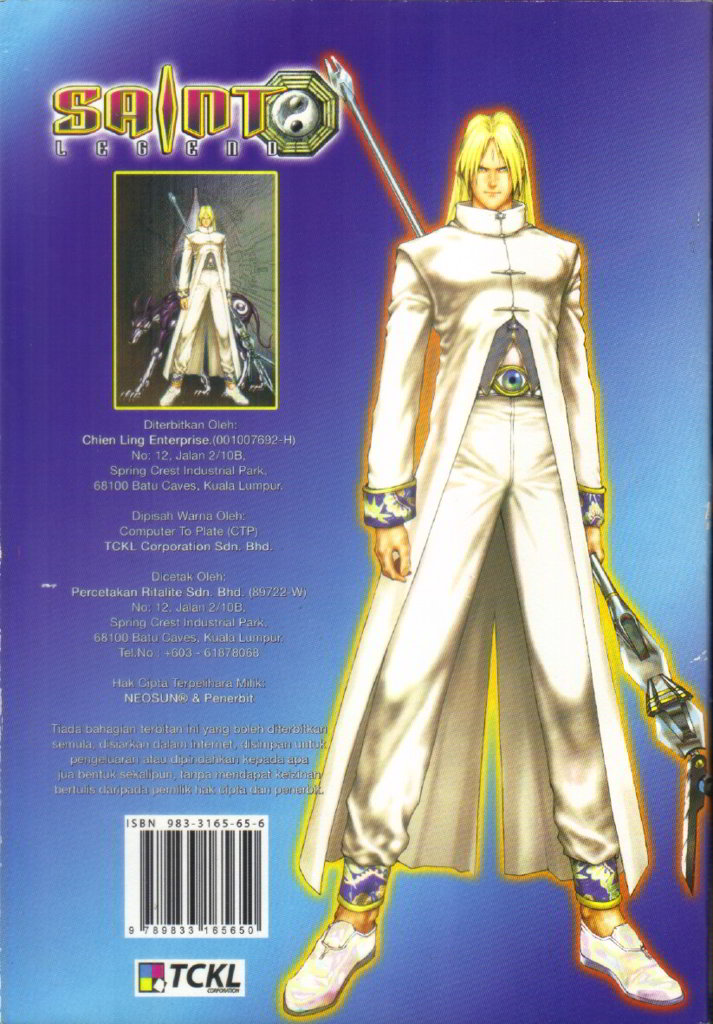 SAINT
LEGEND
Diterbitkan Oleh:
Chien Ling Enterprise.(001007692-H)
No: 12, Jalan 2/10B,
Spring Crest Industrial Park,
68100 Batu Caves, Kuala Lumpur.
Dipisah Warna Oleh:
Computer To Plate (CTP)
TCKL Corporation Sdn. Bhd.
Dicetak Oleh:
Percetakan Ritalite Sdn. Bhd. (89722-W)
No: 12, Jalan 2/10B,
Spring Crest Industrial Park,
68100 Batu Caves, Kuala Lumpur.
Tel.No.: +603 - 61878068
Hak Cipta Terpelihara Milik:
NEOSUN® & Penerbit
Tiada bahagian terbitan ini yang boleh diterbitkan
semula, disiarkan dalam internet, disimpan untuk
pengeluaran atau dipindahkan kepada apa
jua bentuk sekalipun, tanpa mendapat keizinan
bertulis daripada pemilik hak cipta dan penerbit.
ISBN 983-3165-65-6
9 789833 165650
TCKL
CORPORATION